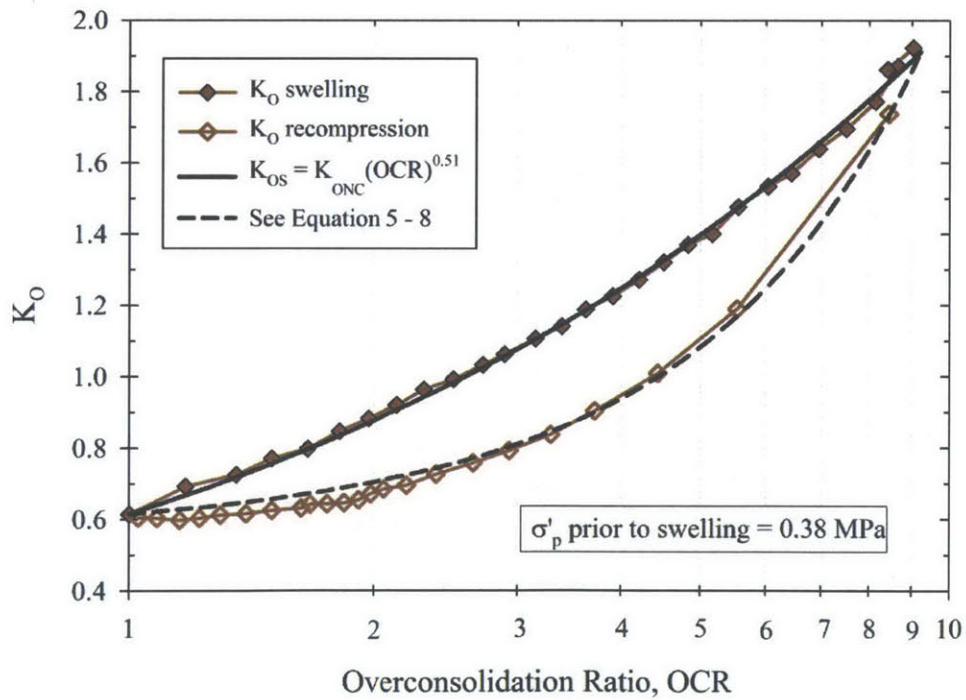 2.0
1.8
1.6
1.4
1.2
1.0
0.8
0.6
0.4
K_O
K_O swelling
K_O recompression
K_OS = K_ONC(OCR)^0.51
See Equation 5 - 8
σ'_p prior to swelling = 0.38 MPa
1 2 3 4 5 6 7 8 9 10
Overconsolidation Ratio, OCR